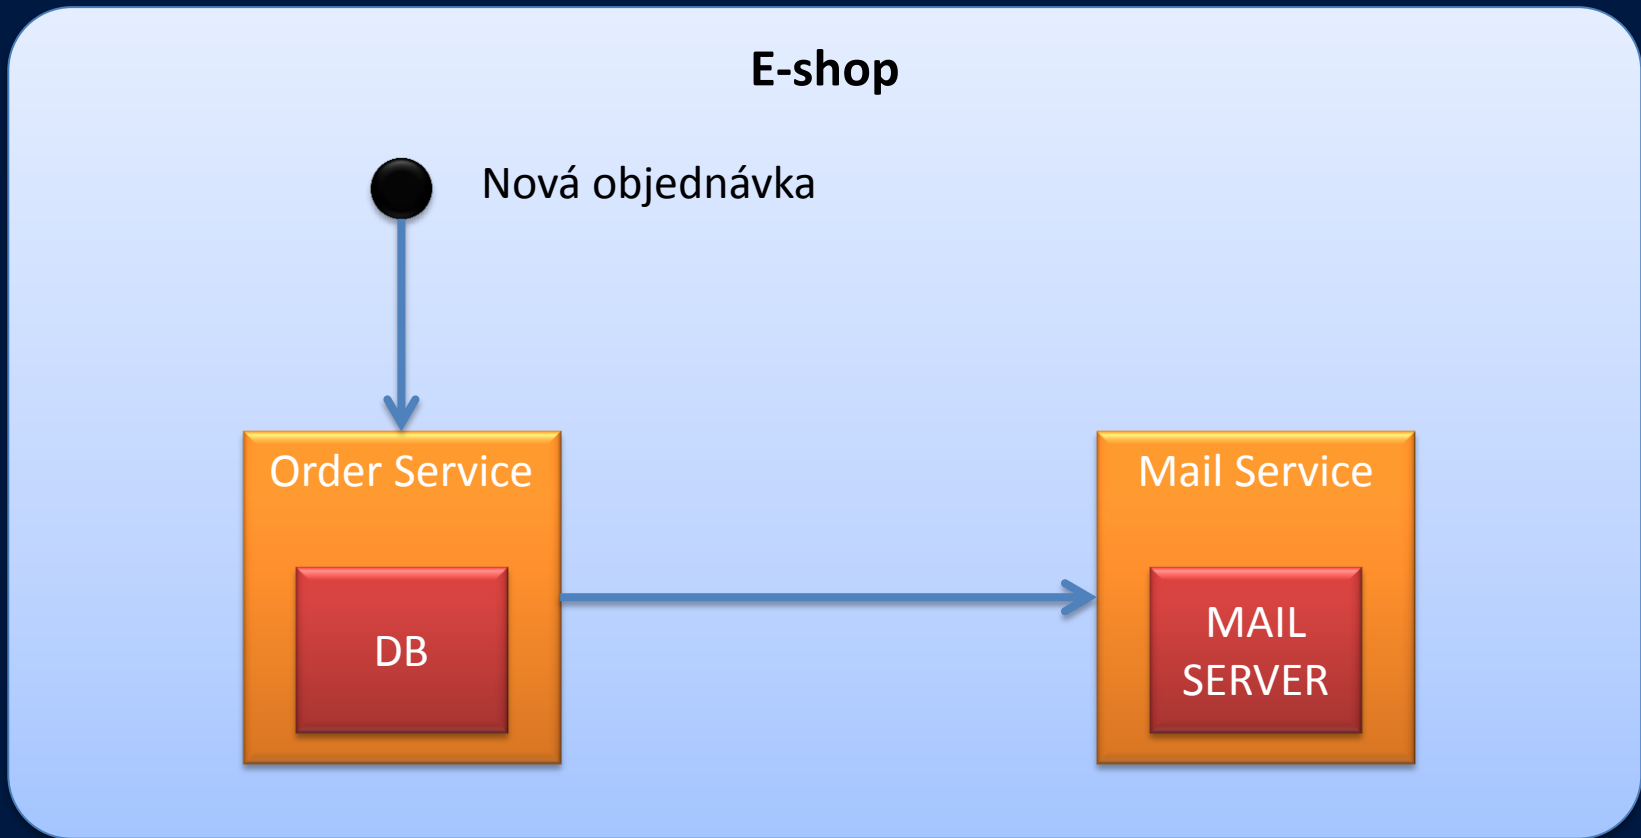 E-shop
Nová objednávka
Order Service
Mail Service
DB
MAIL
SERVER